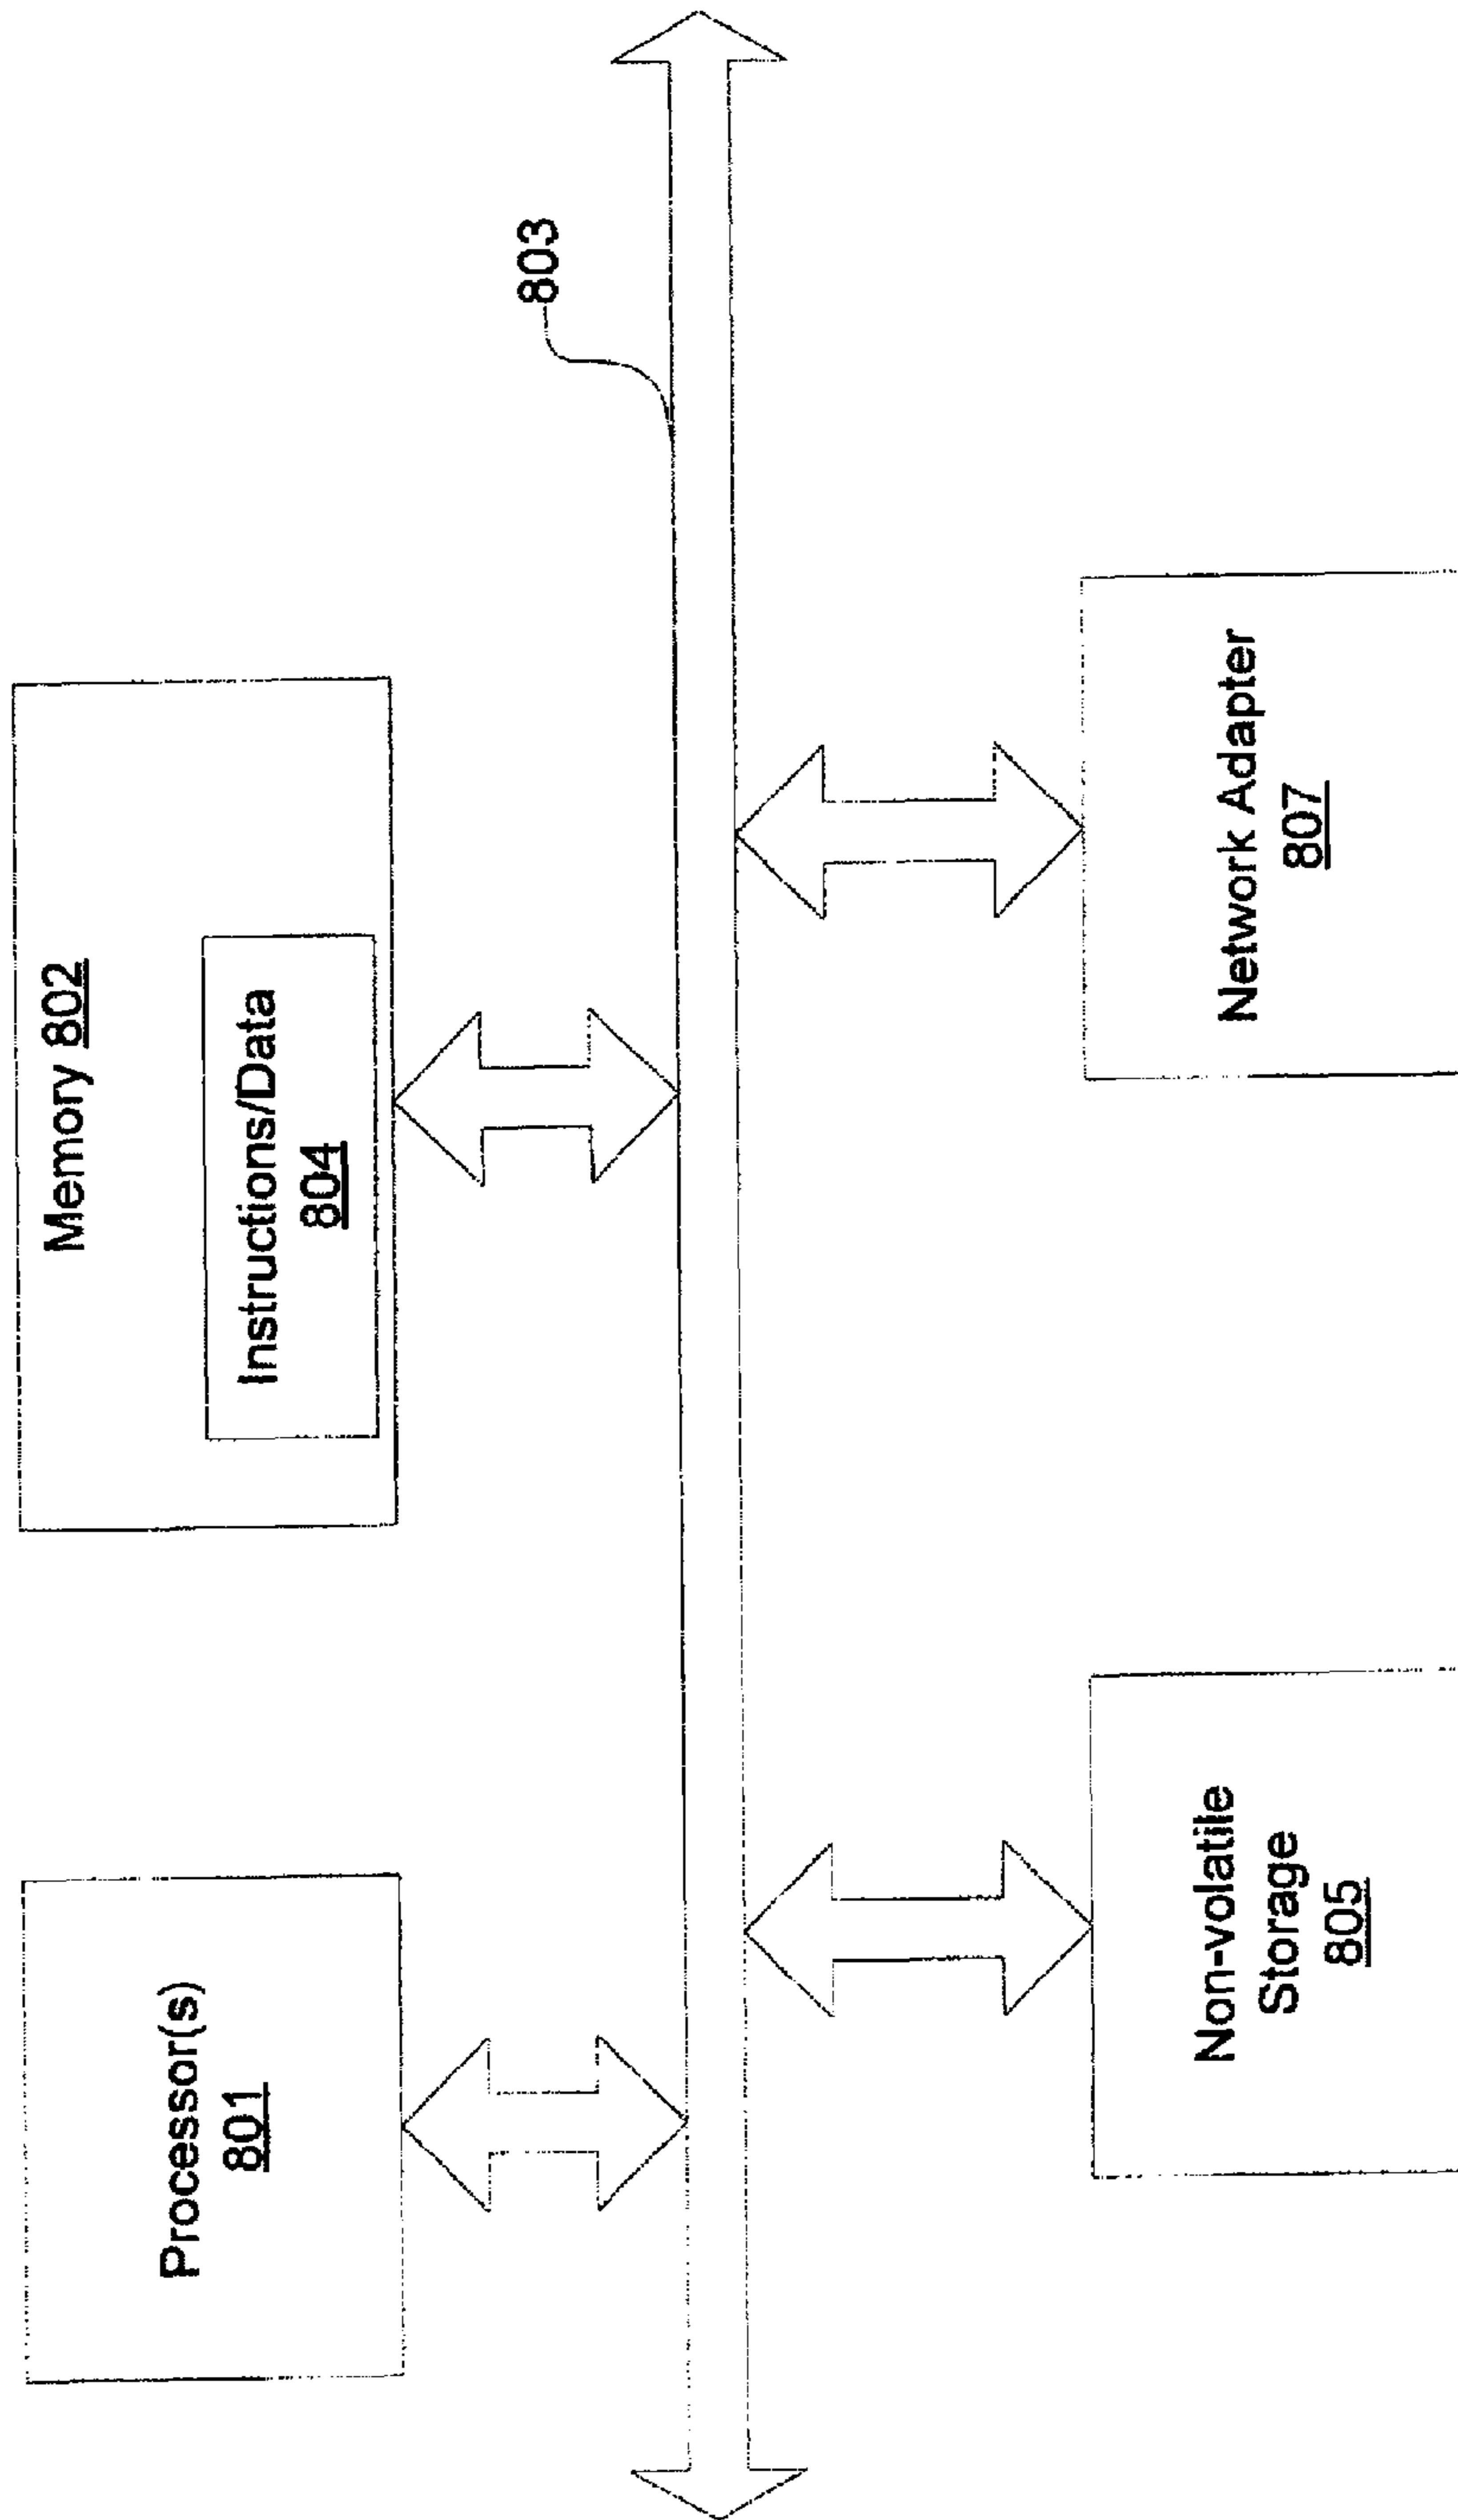 Processor(s)
801
Memory 802
Instructions/Data
804
803
Non-volatile
Storage
805
Network Adapter
807